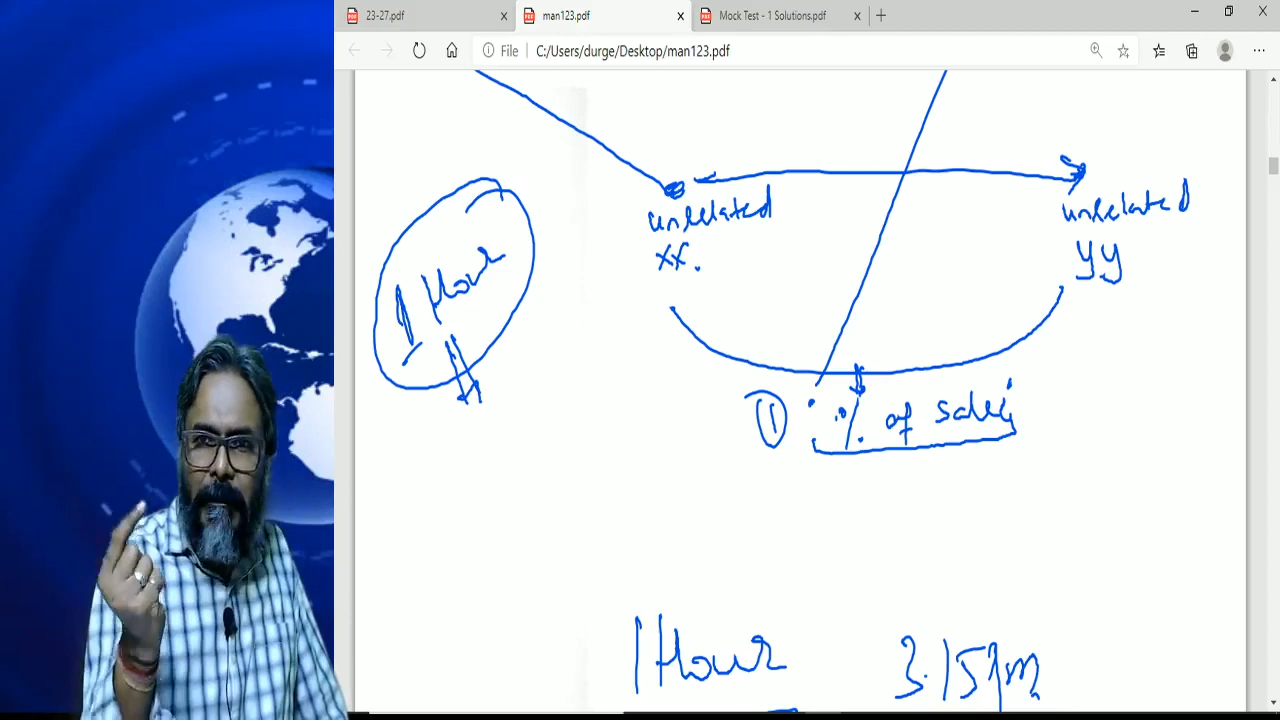 23-27.pdf
man123.pdf
Mock Test - 1 Solutions.pdf
File
C:/Users/durge/Desktop/man123.pdf
unrelated
XX.
unrelated
yy
1 Hour
11
% of sales
1 Hour
3.15 pm